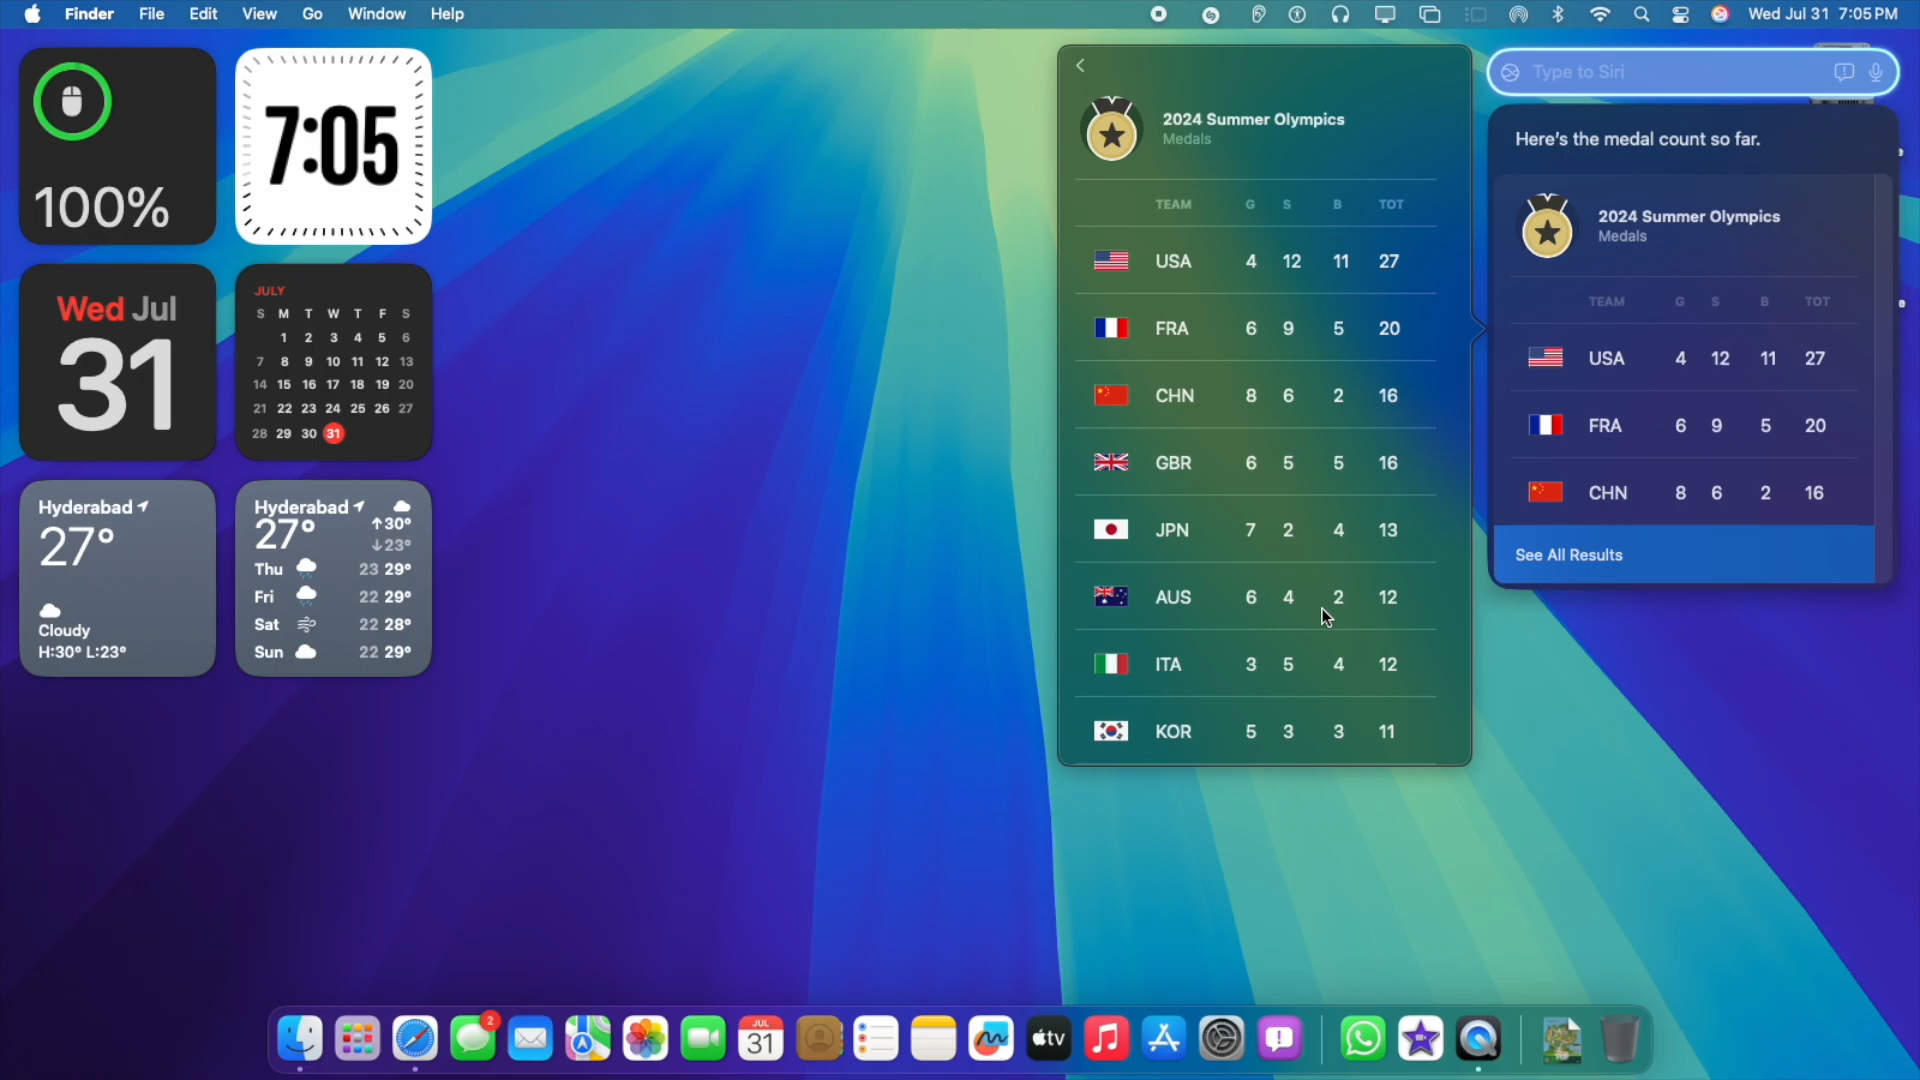 Finder File Edit View Go Window Help
Wed Jul 31 7:05 PM
100%
7:05
Wed Jul
31
JULY
S M T W T F S
1 2 3 4 5 6
7 8 9 10 11 12 13
14 15 16 17 18 19 20
21 22 23 24 25 26 27
28 29 30 31
Hyderabad
27°
Cloudy
H:30° L:23°
Hyderabad
27° ↑30°
↓23°
Thu 23 29°
Fri 22 29°
Sat 22 28°
Sun 22 29°
2024 Summer Olympics
Medals
TEAM G S B TOT
USA 4 12 11 27
FRA 6 9 5 20
CHN 8 6 2 16
GBR 6 5 5 16
JPN 7 2 4 13
AUS 6 4 2 12
ITA 3 5 4 12
KOR 5 3 3 11
Type to Siri
Here's the medal count so far.
2024 Summer Olympics
Medals
TEAM G S B TOT
USA 4 12 11 27
FRA 6 9 5 20
CHN 8 6 2 16
See All Results
2
JUL
31
tv